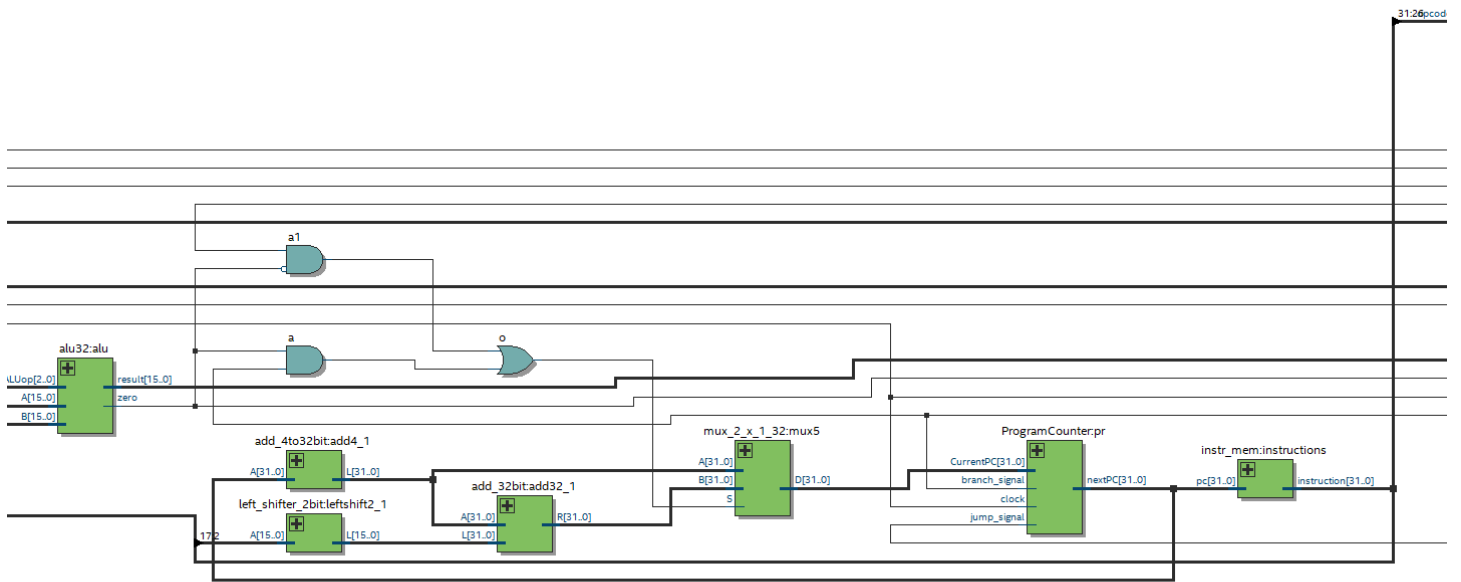 31:26
opcod
a1
a
o
alu32:alu
ALUop[2..0]
A[15..0]
B[15..0]
result[15..0]
zero
add_4to32bit:add4_1
A[31..0]
L[31..0]
left_shifter_2bit:leftshift2_1
17:2
A[15..0]
L[15..0]
add_32bit:add32_1
A[31..0]
L[31..0]
R[31..0]
mux_2_x_1_32:mux5
A[31..0]
B[31..0]
S
D[31..0]
ProgramCounter:pr
CurrentPC[31..0]
branch_signal
clock
jump_signal
nextPC[31..0]
instr_mem:instructions
pc[31..0]
instruction[31..0]